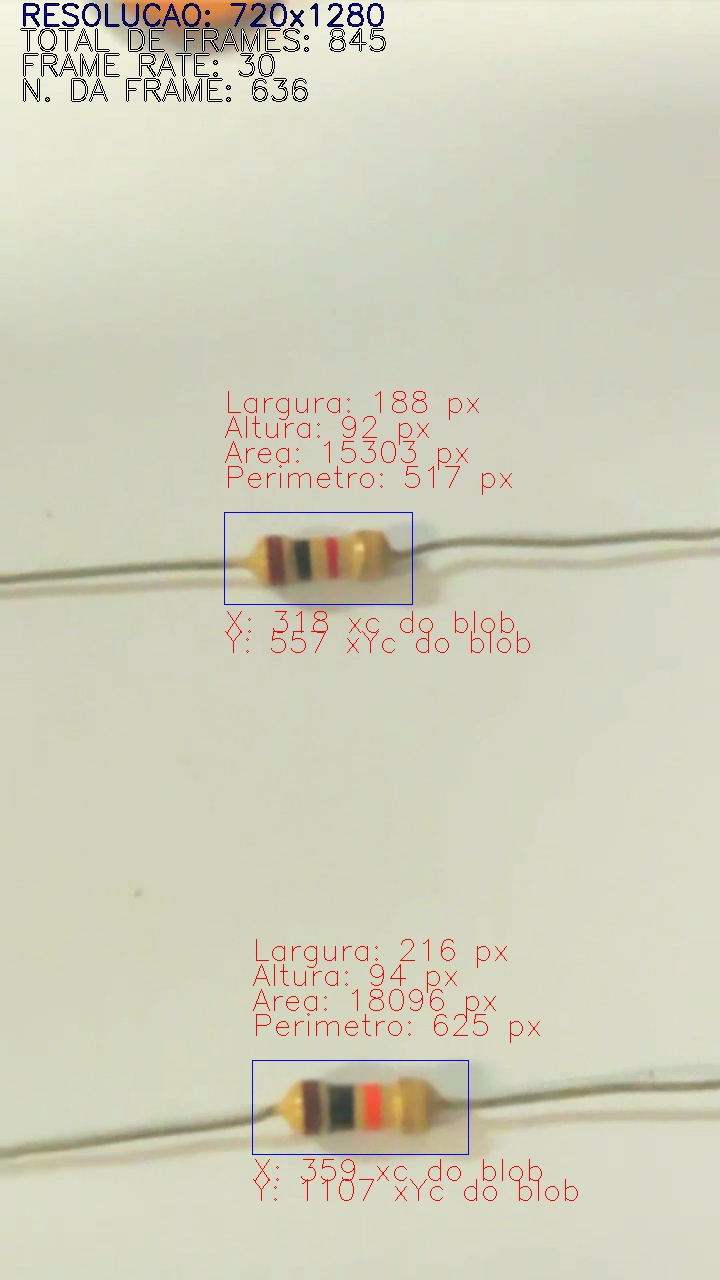 RESOLUCAO: 720x1280
TOTAL DE FRAMES: 845
FRAME RATE: 30
N. DA FRAME: 636
Largura: 188 px
Altura: 92 px
Area: 15303 px
Perimetro: 517 px
X: 318 xc do blob
Y: 557 xYc do blob
Largura: 216 px
Altura: 94 px
Area: 18096 px
Perimetro: 625 px
X: 359 xc do blob
Y: 1107 xYc do blob